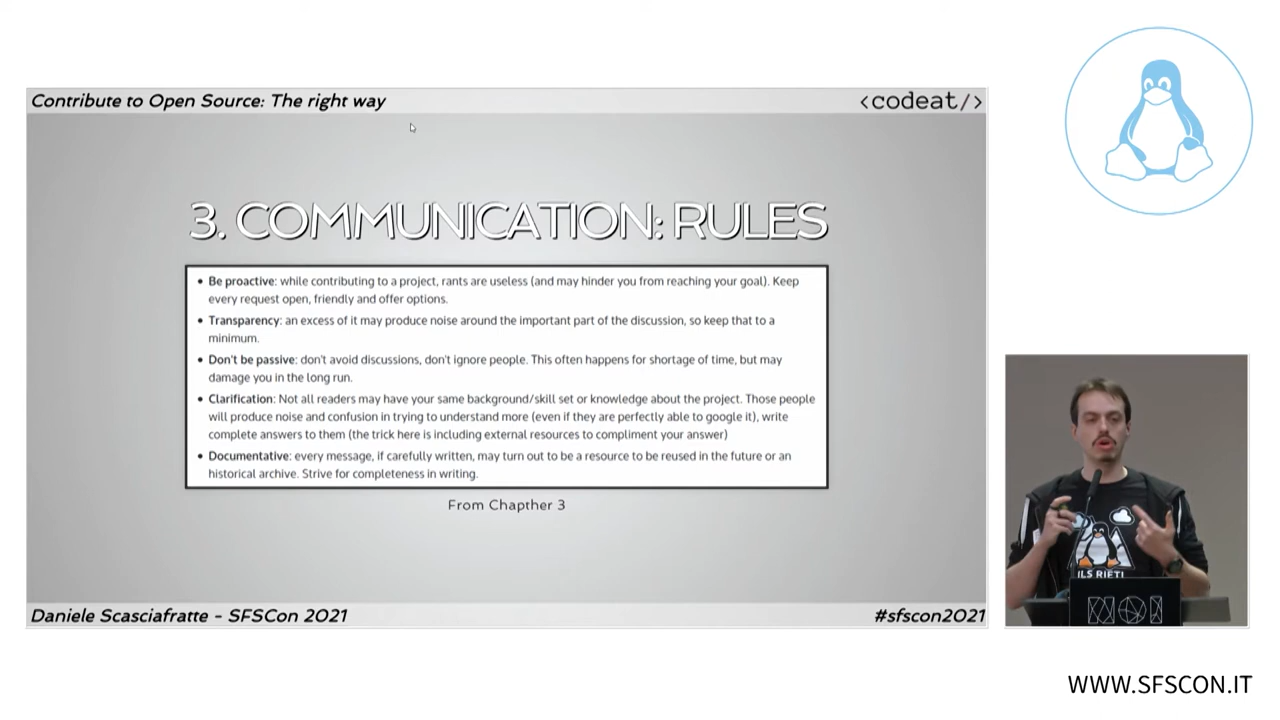 Contribute to Open Source: The right way
<codeat/>
3. COMMUNICATION: RULES
• Be proactive: while contributing to a project, rants are useless (and may hinder you from reaching your goal). Keep
every request open, friendly and offer options.
• Transparency: an excess of it may produce noise around the important part of the discussion, so keep that to a
minimum.
• Don't be passive: don't avoid discussions, don't ignore people. This often happens for shortage of time, but may
damage you in the long run.
• Clarification: Not all readers may have your same background/skill set or knowledge about the project. Those people
will produce noise and confusion in trying to understand more (even if they are perfectly able to google it), write
complete answers to them (the trick here is including external resources to compliment your answer)
• Documentative: every message, if carefully written, may turn out to be a resource to be reused in the future or an
historical archive. Strive for completeness in writing.
From Chapther 3
Daniele Scasciafratte - SFSCon 2021
#sfscon2021
ILS RIETI
NOI
WWW.SFSCON.IT